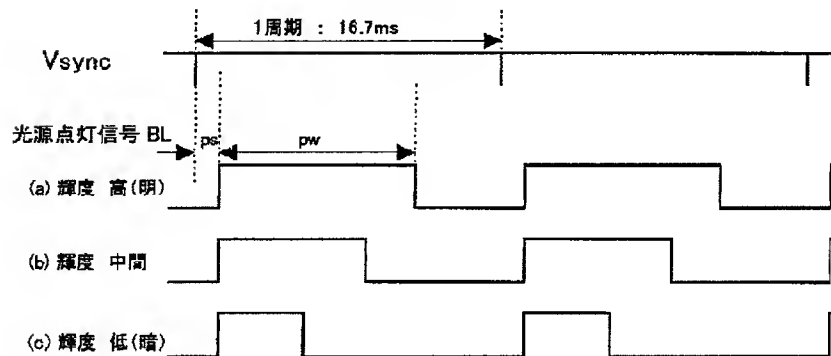 1周期 : 16.7ms
Vsync
光源点灯信号 BL
ps
pw
(a) 輝度 高(明)
(b) 輝度 中間
(c) 輝度 低(暗)